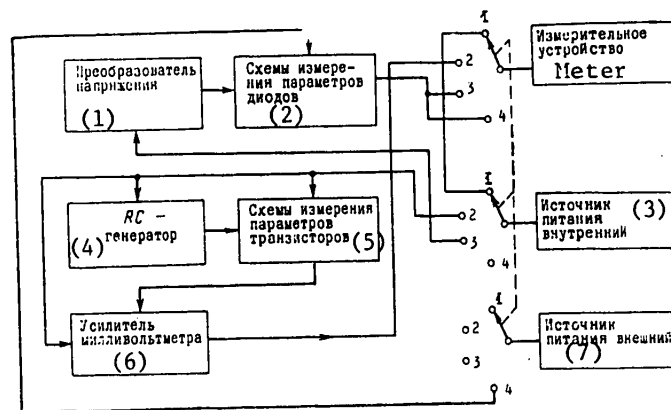 Преобразователь
напряжения
(1)
Схемы измере-
ния параметров
диодов
(2)
1
2
3
4
Измерительное
устройство
Meter
RC -
генератор
(4)
Схемы измерения
параметров
транзисторов
(5)
1
2
3
4
Источник
питания
внутренний
(3)
Усилитель
милливольтметра
(6)
1
2
3
4
Источник
питания внешний
(7)